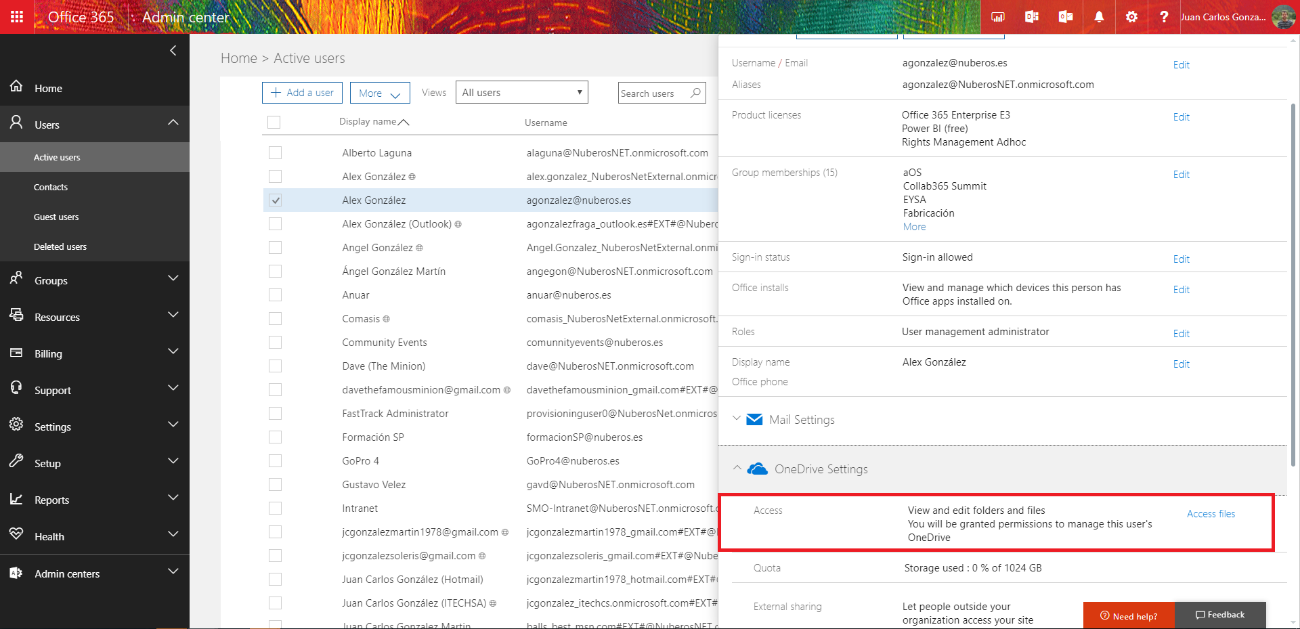 Office 365
Admin center
Juan Carlos Gonza...
Home
Users
Active users
Contacts
Guest users
Deleted users
Groups
Resources
Billing
Support
Settings
Setup
Reports
Health
Admin centers
Home > Active users
+ Add a user
More
Views
All users
Search users
Display name
Username
Alberto Laguna alaguna@NuberosNET.onmicrosoft.com
Alex González alex.gonzalez_NuberosNetExternal.onmicr
Alex González agonzalez@nuberos.es
Alex González (Outlook) agonzalezfraga_outlook.es#EXT#@Nubero
Angel González Angel.Gonzalez_NuberosNetExternal.onm
Ángel González Martín angegon@NuberosNET.onmicrosoft.com
Anuar anuar@nuberos.es
Comasis comasis_NuberosNetExternal.onmicrosoft.
Community Events comunnityevents@nuberos.es
Dave (The Minion) dave@NuberosNET.onmicrosoft.com
davethefamousminion@gmail.com davethefamousminion_gmail.com#EXT#@
FastTrack Administrator provisioninguser0@NuberosNet.onmicroso
Formación SP formacionSP@nuberos.es
GoPro 4 GoPro4@nuberos.es
Gustavo Velez gavd@NuberosNET.onmicrosoft.com
Intranet SMO-Intranet@NuberosNET.onmicrosoft.c
jcgonzalezmartin1978@gmail.com jcgonzalezmartin1978_gmail.com#EXT#@
jcgonzalezsoleris@gmail.com jcgonzalezsoleris_gmail.com#EXT#@Nube
Juan Carlos González (Hotmail) jcgonzalezmartin1978_hotmail.com#EXT#
Juan Carlos González (ITECHSA) jcgonzalez_itechcs.onmicrosoft.com#EXT#
Juan Carlos González Martin
Username / Email agonzalez@nuberos.es Edit
Aliases agonzalez@NuberosNET.onmicrosoft.com
Product licenses Office 365 Enterprise E3 Edit
Power BI (free)
Rights Management Adhoc
Group memberships (15) aOS Edit
Collab365 Summit
EYSA
Fabricación
More
Sign-in status Sign-in allowed Edit
Office installs View and manage which devices this person has Edit
Office apps installed on.
Roles User management administrator Edit
Display name Alex González Edit
Office phone
Mail Settings
OneDrive Settings
Access View and edit folders and files Access files
You will be granted permissions to manage this user's
OneDrive
Quota Storage used : 0 % of 1024 GB
External sharing Let people outside your
organization access your site
Need help?
Feedback